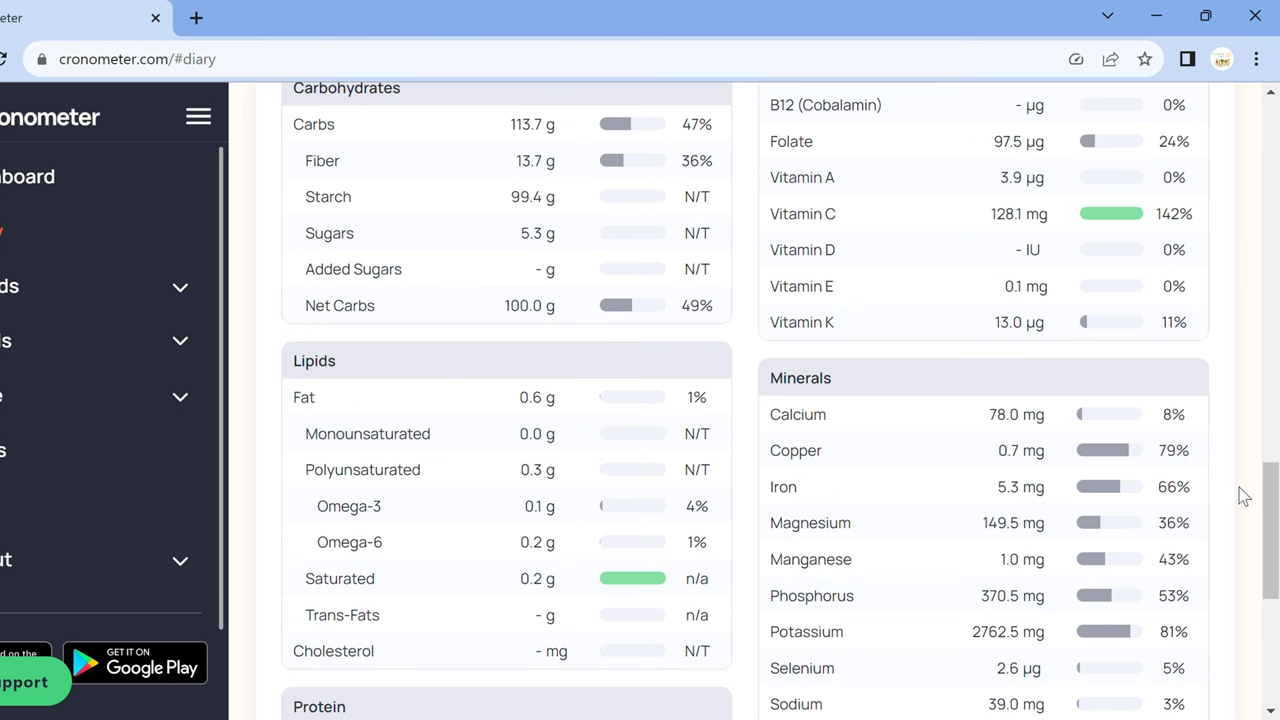 eter
cronometer.com/#diary
onometer
board
ds
ls
e
s
ut
d on the
GET IT ON
Google Play
upport
Carbohydrates
Carbs 113.7 g 47%
Fiber 13.7 g 36%
Starch 99.4 g N/T
Sugars 5.3 g N/T
Added Sugars - g N/T
Net Carbs 100.0 g 49%
Lipids
Fat 0.6 g 1%
Monounsaturated 0.0 g N/T
Polyunsaturated 0.3 g N/T
Omega-3 0.1 g 4%
Omega-6 0.2 g 1%
Saturated 0.2 g n/a
Trans-Fats - g n/a
Cholesterol - mg N/T
Protein
B12 (Cobalamin) - µg 0%
Folate 97.5 µg 24%
Vitamin A 3.9 µg 0%
Vitamin C 128.1 mg 142%
Vitamin D - IU 0%
Vitamin E 0.1 mg 0%
Vitamin K 13.0 µg 11%
Minerals
Calcium 78.0 mg 8%
Copper 0.7 mg 79%
Iron 5.3 mg 66%
Magnesium 149.5 mg 36%
Manganese 1.0 mg 43%
Phosphorus 370.5 mg 53%
Potassium 2762.5 mg 81%
Selenium 2.6 µg 5%
Sodium 39.0 mg 3%